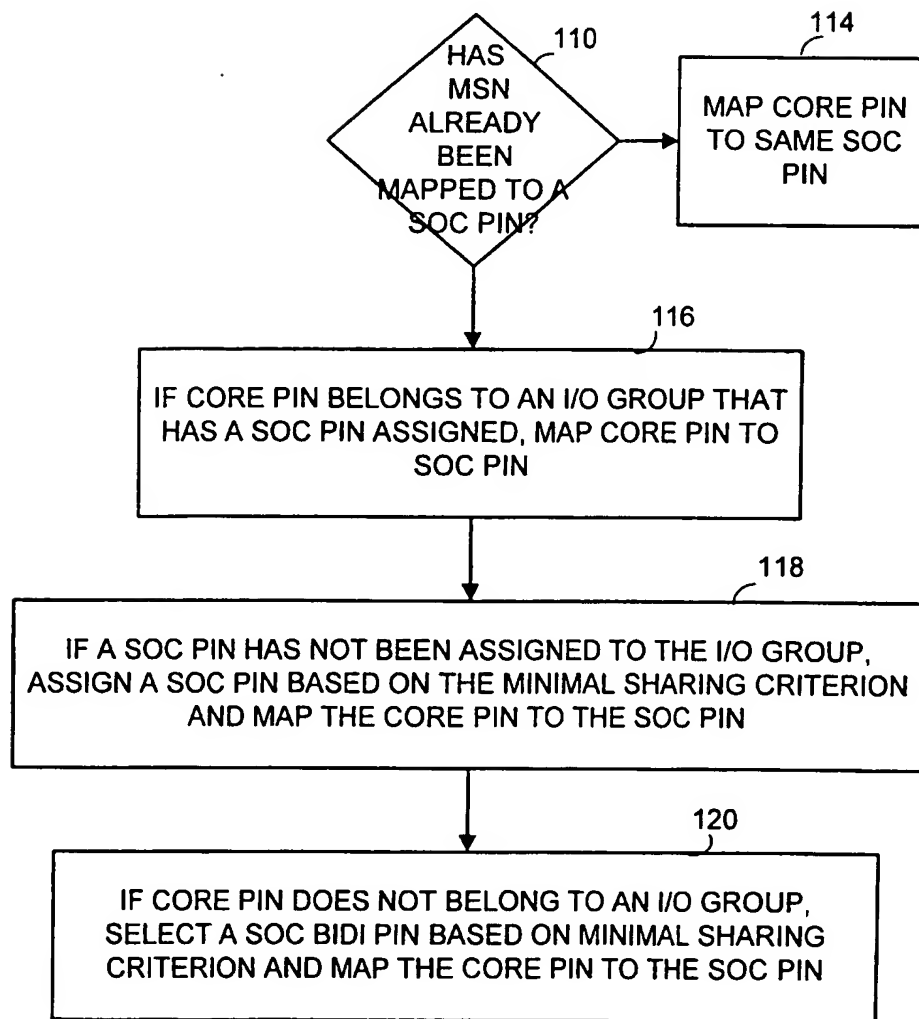 110
HAS
MSN
ALREADY
BEEN
MAPPED TO A
SOC PIN?
114
MAP CORE PIN
TO SAME SOC
PIN
116
IF CORE PIN BELONGS TO AN I/O GROUP THAT
HAS A SOC PIN ASSIGNED, MAP CORE PIN TO
SOC PIN
118
IF A SOC PIN HAS NOT BEEN ASSIGNED TO THE I/O GROUP,
ASSIGN A SOC PIN BASED ON THE MINIMAL SHARING CRITERION
AND MAP THE CORE PIN TO THE SOC PIN
120
IF CORE PIN DOES NOT BELONG TO AN I/O GROUP,
SELECT A SOC BIDI PIN BASED ON MINIMAL SHARING
CRITERION AND MAP THE CORE PIN TO THE SOC PIN